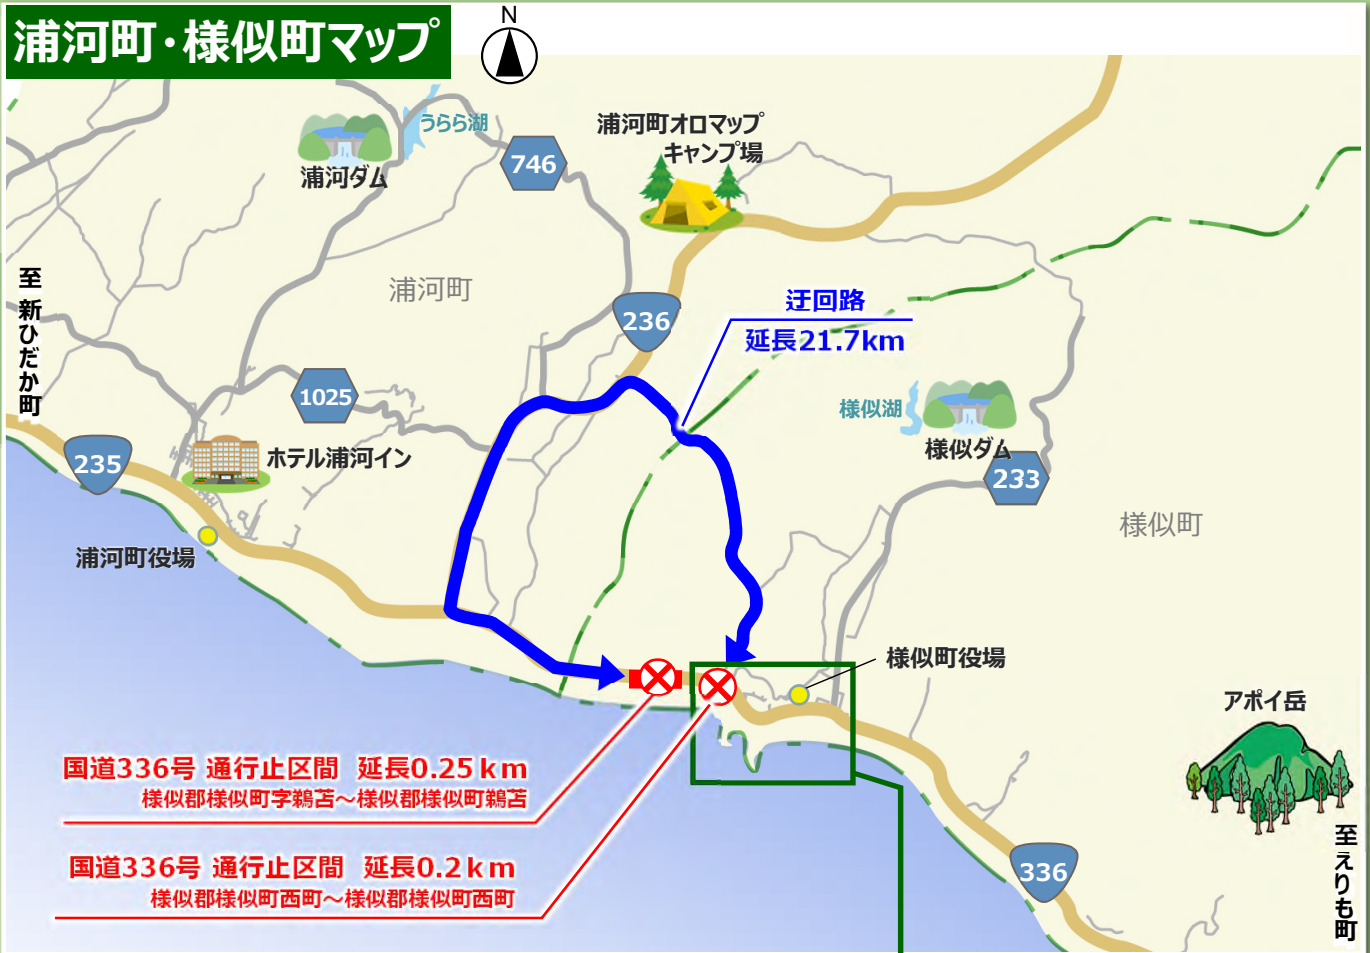 浦河町・様似町マップ
N
うらら湖
浦河ダム
746
浦河町オロマップ
キャンプ場
至 新ひだか町
浦河町
236
迂回路
延長21.7km
1025
様似湖
様似ダム
233
235
ホテル浦河イン
様似町
浦河町役場
様似町役場
アポイ岳
国道336号 通行止区間 延長0.25km
様似郡様似町字鵜苫～様似郡様似町鵜苫
国道336号 通行止区間 延長0.2km
様似郡様似町西町～様似郡様似町西町
336
至えりも町